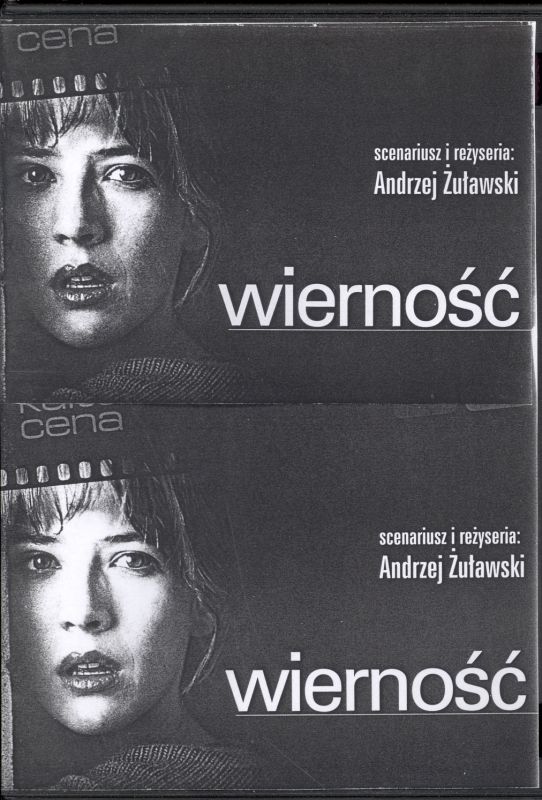 cena
scenariusz i reżyseria:
Andrzej Żuławski
wierność
cena
scenariusz i reżyseria:
Andrzej Żuławski
wierność